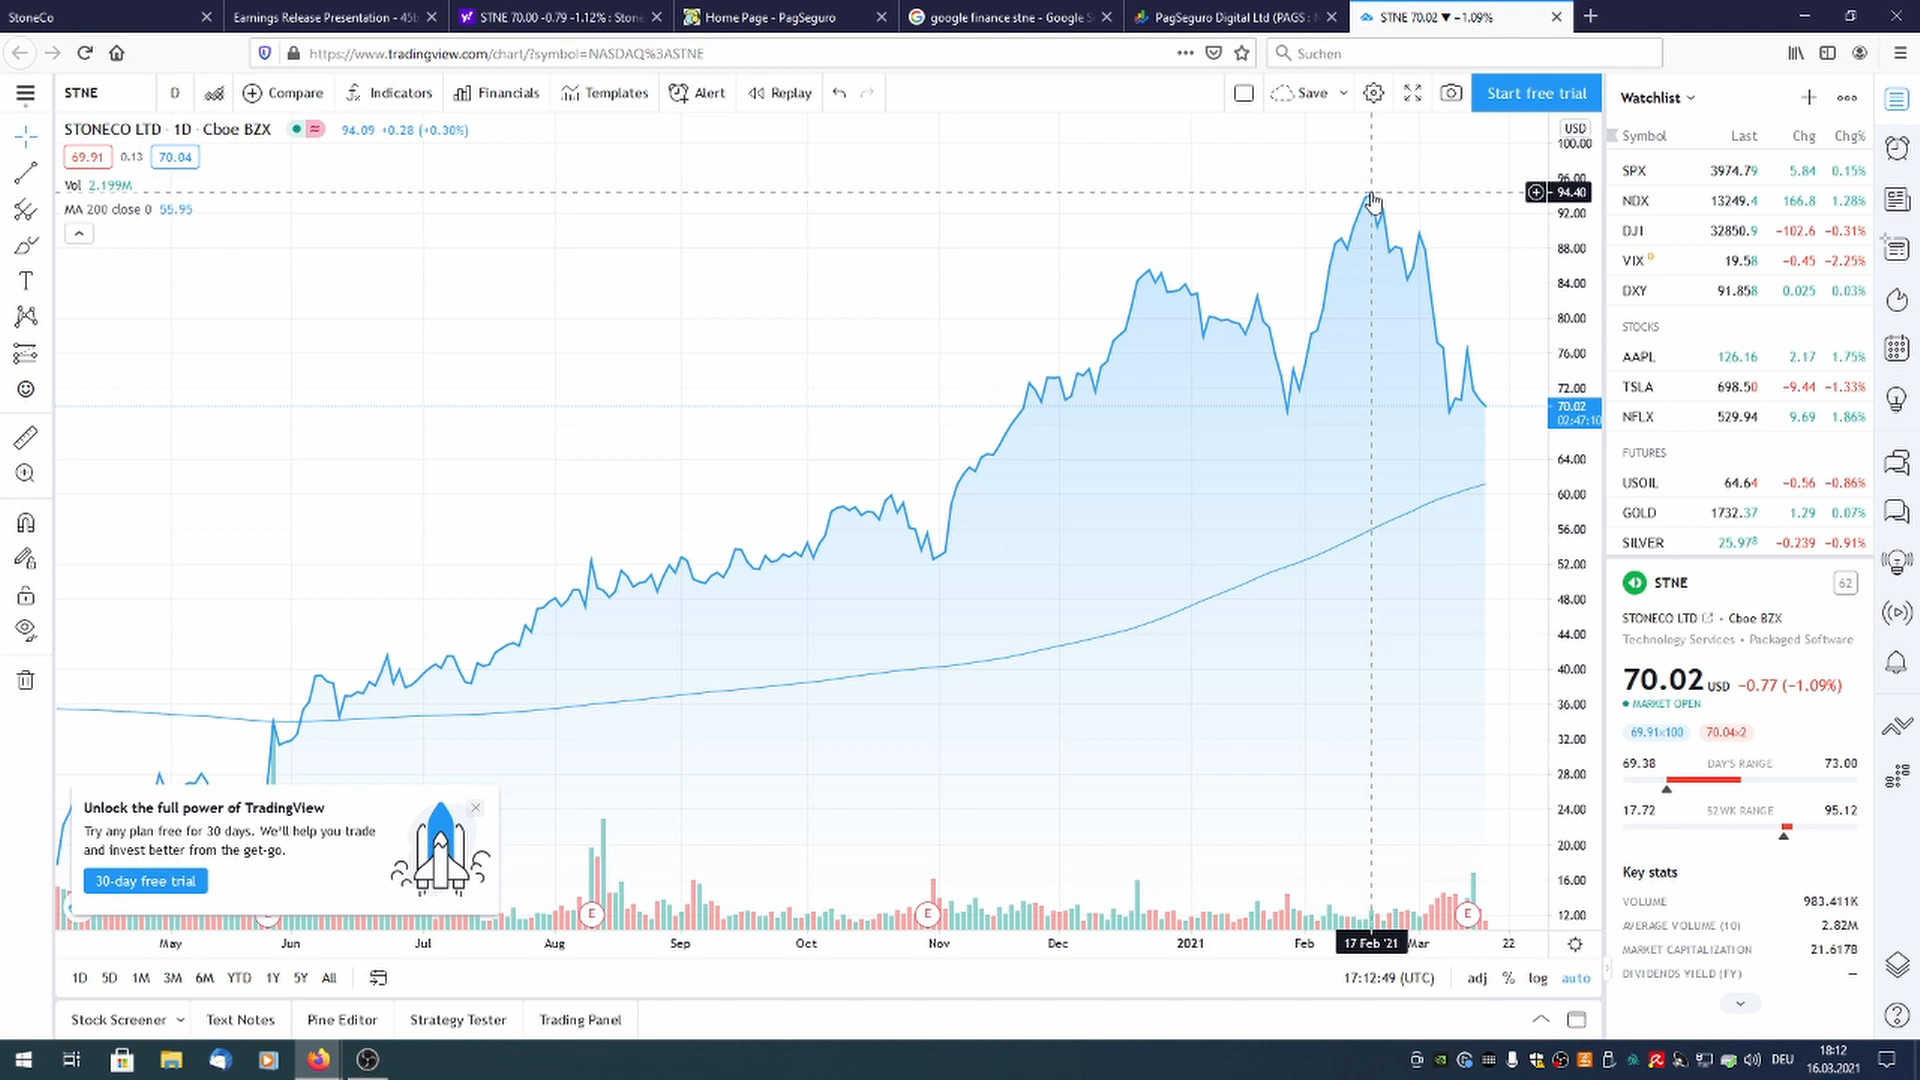 StoneCo
Earnings Release Presentation - 45b
STNE 70.00 -0.79 -1.12% : Stone
Home Page - PagSeguro
google finance stne - Google S
PagSeguro Digital Ltd (PAGS : N
STNE 70.02 ▼ −1.09%
https://www.tradingview.com/chart/?symbol=NASDAQ%3ASTNE
Suchen
STNE
D
Compare
Indicators
Financials
Templates
Alert
Replay
Save
Start free trial
STONECO LTD · 1D · Cboe BZX
94.09 +0.28 (+0.30%)
69.91
0.13
70.04
Vol 2.199M
MA 200 close 0 55.95
USD
100.00
96.00
94.40
92.00
88.00
84.00
80.00
76.00
72.00
70.02
02:47:10
64.00
60.00
56.00
52.00
48.00
44.00
40.00
36.00
32.00
28.00
24.00
20.00
16.00
12.00
Unlock the full power of TradingView
Try any plan free for 30 days. We'll help you trade
and invest better from the get-go.
30-day free trial
E
E
E
May
Jun
Jul
Aug
Sep
Oct
Nov
Dec
2021
Feb
17 Feb '21
Mar
22
1D 5D 1M 3M 6M YTD 1Y 5Y All
17:12:49 (UTC)
adj % log auto
Stock Screener
Text Notes
Pine Editor
Strategy Tester
Trading Panel
Watchlist
Symbol Last Chg Chg%
SPX 3974.79 5.84 0.15%
NDX 13249.4 166.8 1.28%
DJI 32850.9 −102.6 −0.31%
VIX D 19.58 −0.45 −2.25%
DXY 91.858 0.025 0.03%
STOCKS
AAPL 126.16 2.17 1.75%
TSLA 698.50 −9.44 −1.33%
NFLX 529.94 9.69 1.86%
FUTURES
USOIL 64.64 −0.56 −0.86%
GOLD 1732.37 1.29 0.07%
SILVER 25.978 −0.239 −0.91%
STNE
62
STONECO LTD • Cboe BZX
Technology Services • Packaged Software
70.02 USD −0.77 (−1.09%)
MARKET OPEN
69.91×100
70.04×2
69.38 DAY'S RANGE 73.00
17.72 52WK RANGE 95.12
Key stats
VOLUME 983.411K
AVERAGE VOLUME (10) 2.82M
MARKET CAPITALIZATION 21.617B
DIVIDENDS YIELD (FY) —
DEU
18:12
16.03.2021